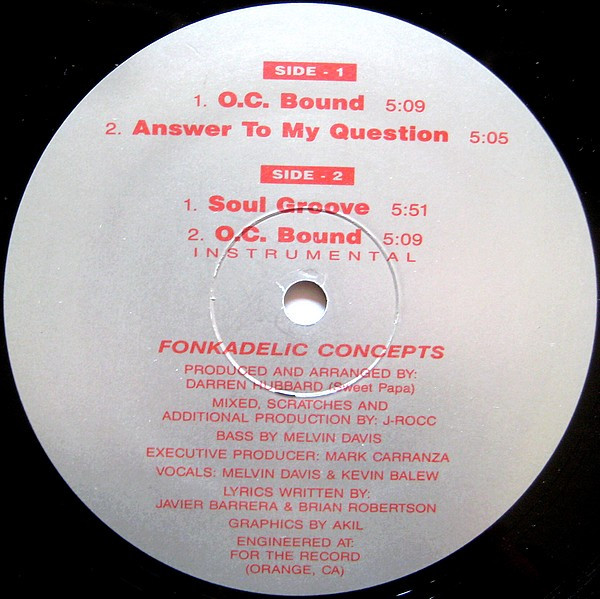 SIDE - 1
1. O.C. Bound 5:09
2. Answer To My Question 5:05
SIDE - 2
1. Soul Groove 5:51
2. O.C. Bound 5:09
INSTRUMENTAL
FONKADELIC CONCEPTS
PRODUCED AND ARRANGED BY:
DARREN HUBBARD (Sweet Papa)
MIXED, SCRATCHES AND
ADDITIONAL PRODUCTION BY: J-ROCC
BASS BY MELVIN DAVIS
EXECUTIVE PRODUCER: MARK CARRANZA
VOCALS: MELVIN DAVIS & KEVIN BALEW
LYRICS WRITTEN BY:
JAVIER BARRERA & BRIAN ROBERTSON
GRAPHICS BY AKIL
ENGINEERED AT:
FOR THE RECORD
(ORANGE, CA)